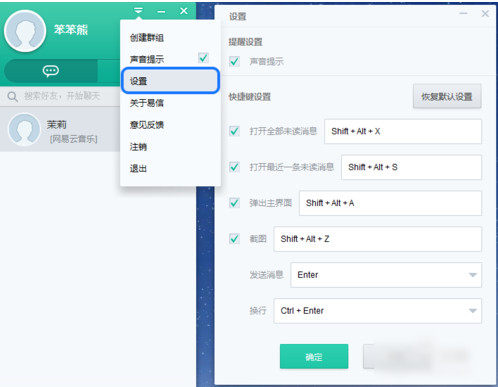 笨笨熊
创建群组
声音提示
设置
关于易信
意见反馈
注销
退出
搜索好友,开始聊天
茉莉
[网易云音乐]
设置
提醒设置
声音提示
快捷键设置
恢复默认设置
打开全部未读消息 Shift + Alt + X
打开最近一条未读消息 Shift + Alt + S
弹出主界面 Shift + Alt + A
截图 Shift + Alt + Z
发送消息 Enter
换行 Ctrl + Enter
确定